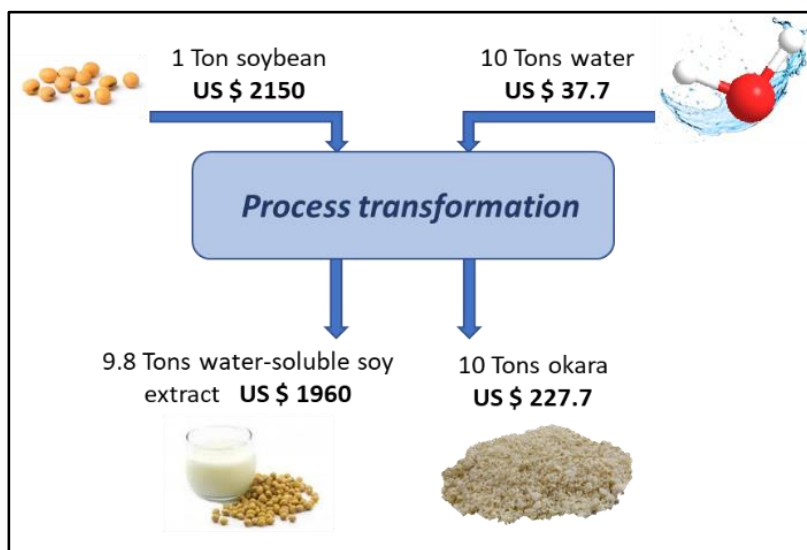 1 Ton soybean
US $ 2150
10 Tons water
US $ 37.7
Process transformation
9.8 Tons water-soluble soy
extract US $ 1960
10 Tons okara
US $ 227.7